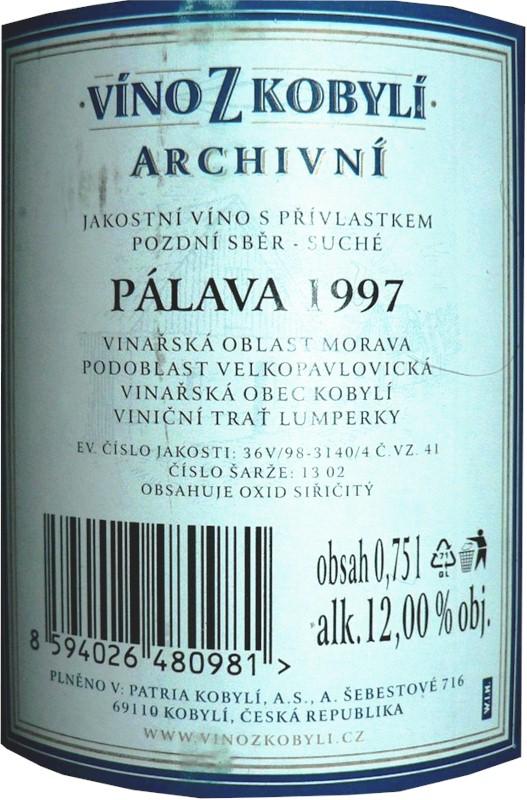 ·VÍNO Z KOBYLÍ·
ARCHIVNÍ
JAKOSTNÍ VÍNO S PŘÍVLASTKEM
POZDNÍ SBĚR - SUCHÉ
PÁLAVA 1997
VINAŘSKÁ OBLAST MORAVA
PODOBLAST VELKOPAVLOVICKÁ
VINAŘSKÁ OBEC KOBYLÍ
VINIČNÍ TRAŤ LUMPERKY
EV. ČÍSLO JAKOSTI: 36V/98-3140/4 Č.VZ. 41
ČÍSLO ŠARŽE: 13 02
OBSAHUJE OXID SIŘIČITÝ
obsah 0,75 l
71
GL
alk. 12,00 % obj.
8 594026 480981 >
PLNĚNO V: PATRIA KOBYLÍ, A.S., A. ŠEBESTOVÉ 716
69110 KOBYLÍ, ČESKÁ REPUBLIKA
WWW.VINOZKOBYLI.CZ
W.I.H.